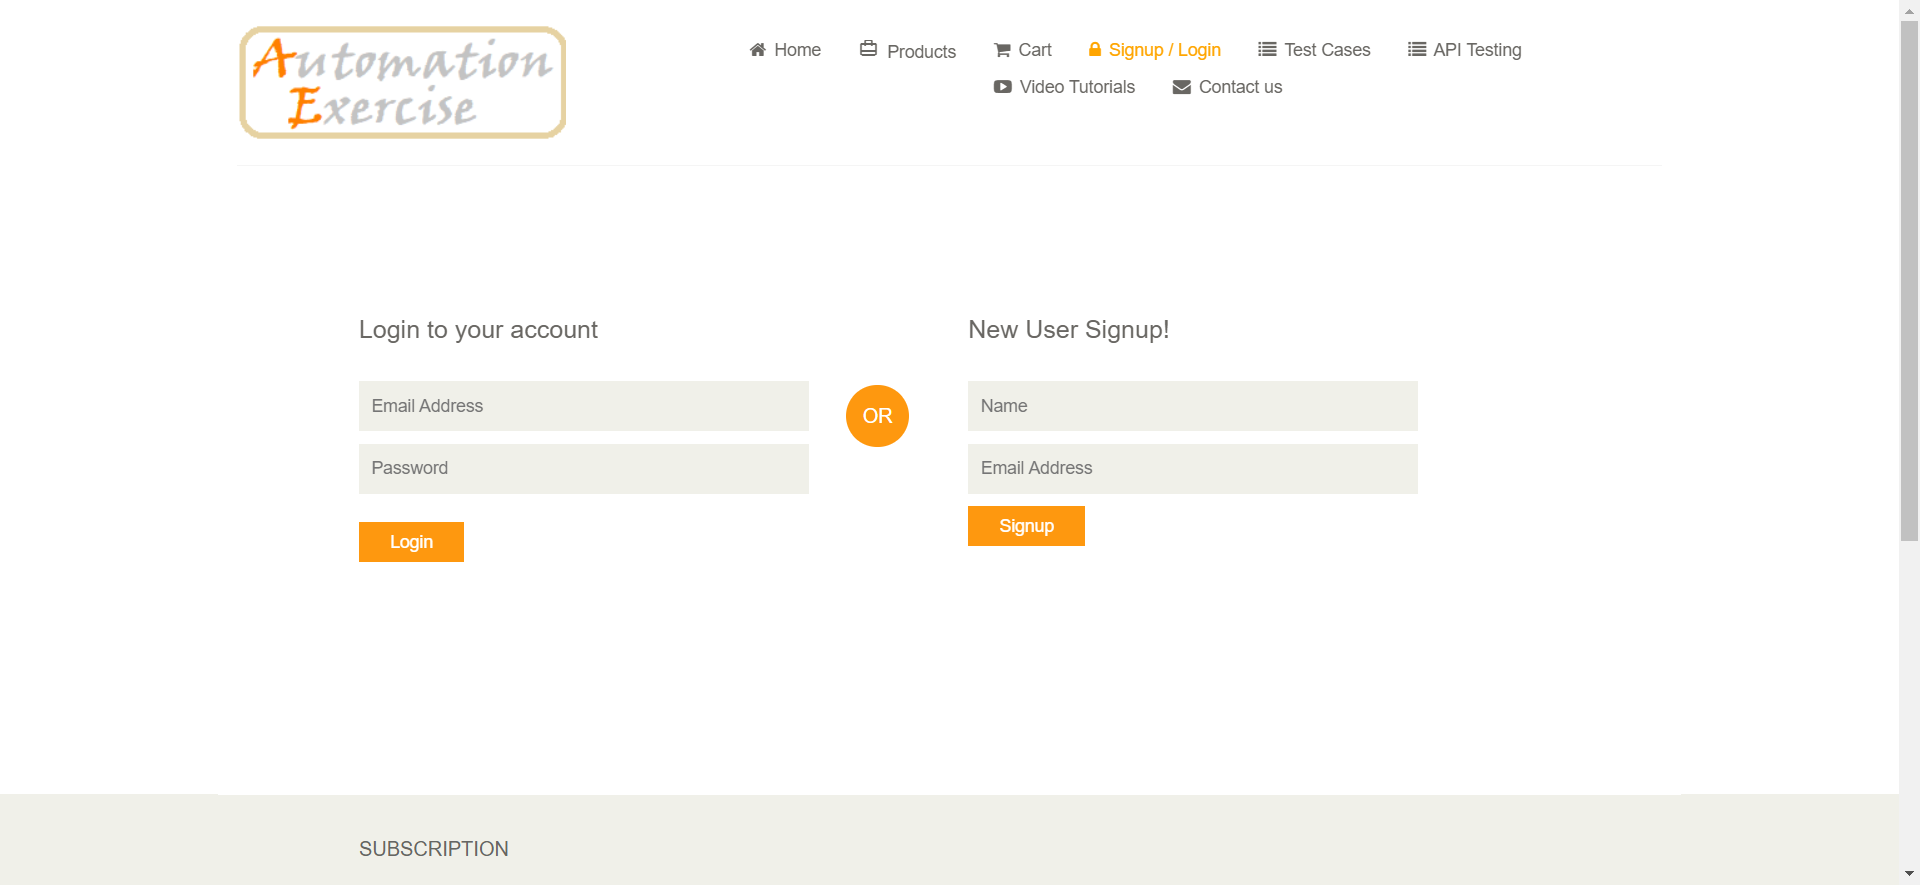 Automation
Exercise
Home Products Cart Signup / Login Test Cases API Testing
Video Tutorials Contact us
Login to your account
Email Address
Password
Login
OR
New User Signup!
Name
Email Address
Signup
SUBSCRIPTION